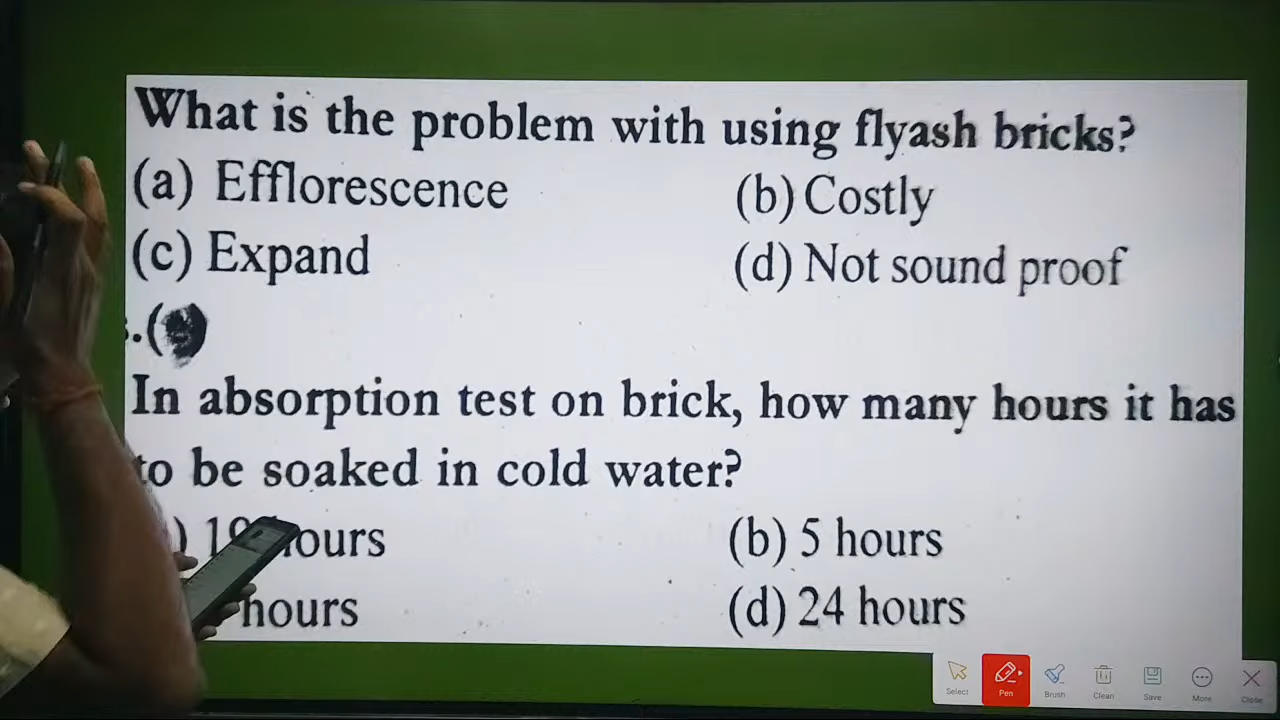 What is the problem with using flyash bricks?
(a) Efflorescence (b) Costly
(c) Expand (d) Not sound proof
.(
In absorption test on brick, how many hours it has
to be soaked in cold water?
) hours (b) 5 hours
hours (d) 24 hours
Select Pen Brush Clean Save More Close